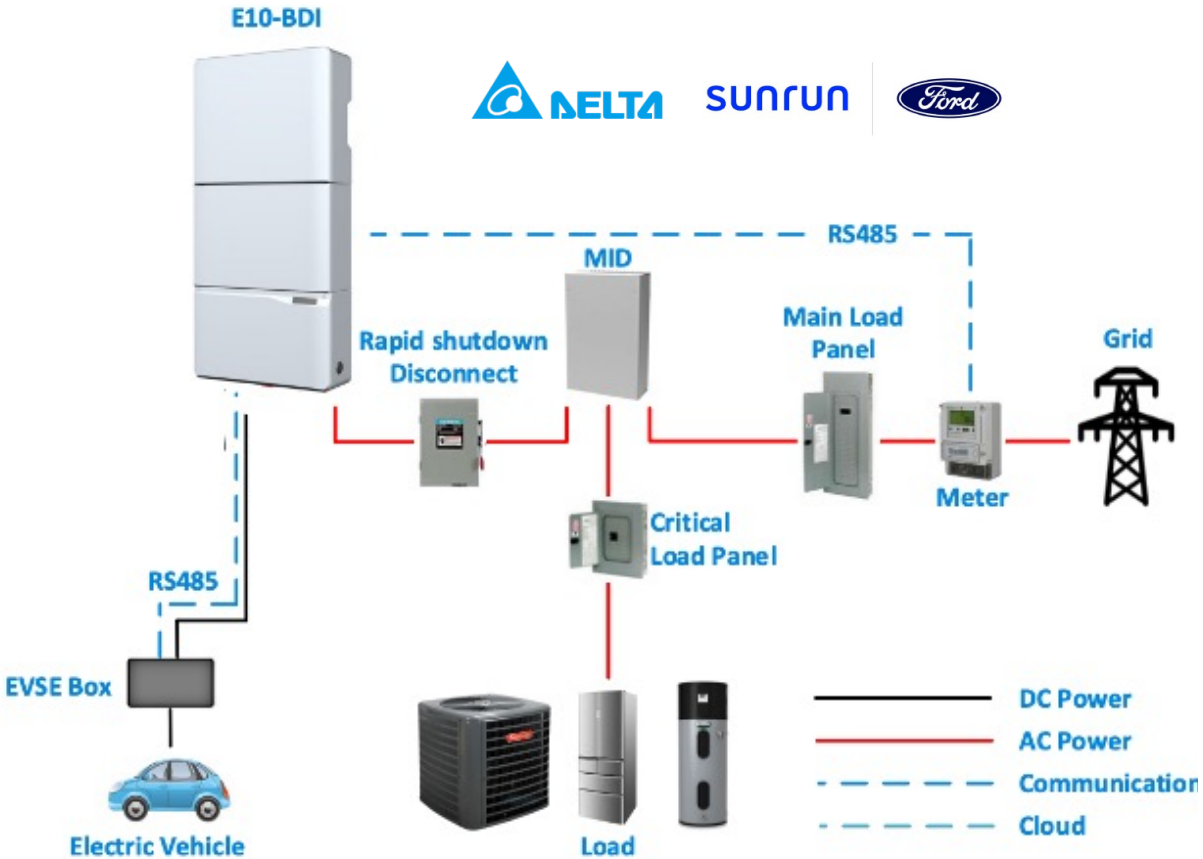 E10-BDI
DELTA
sunrun
Ford
RS485
MID
Rapid shutdown
Disconnect
Main Load
Panel
Grid
Meter
Critical
Load Panel
RS485
EVSE Box
Electric Vehicle
Load
DC Power
AC Power
Communication
Cloud